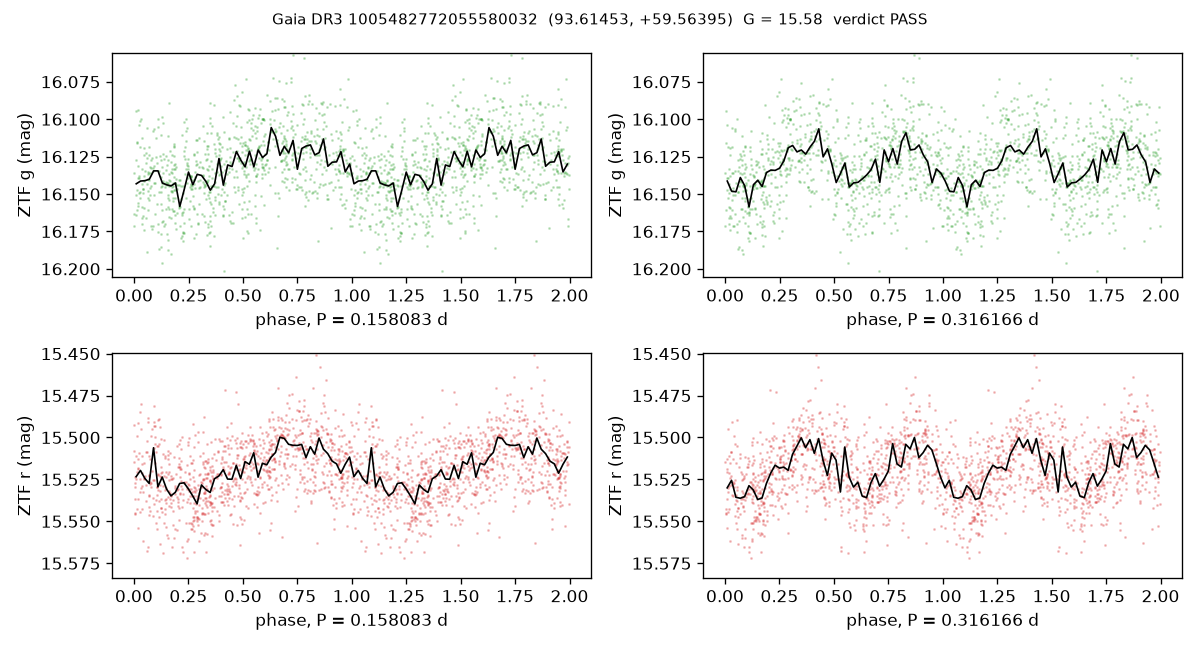 Gaia DR3 1005482772055580032 (93.61453, +59.56395) G = 15.58 verdict PASS
ZTF g (mag)
16.075
16.100
16.125
16.150
16.175
16.200
0.00 0.25 0.50 0.75 1.00 1.25 1.50 1.75 2.00
phase, P = 0.158083 d
ZTF g (mag)
16.075
16.100
16.125
16.150
16.175
16.200
0.00 0.25 0.50 0.75 1.00 1.25 1.50 1.75 2.00
phase, P = 0.316166 d
ZTF r (mag)
15.450
15.475
15.500
15.525
15.550
15.575
0.00 0.25 0.50 0.75 1.00 1.25 1.50 1.75 2.00
phase, P = 0.158083 d
ZTF r (mag)
15.450
15.475
15.500
15.525
15.550
15.575
0.00 0.25 0.50 0.75 1.00 1.25 1.50 1.75 2.00
phase, P = 0.316166 d